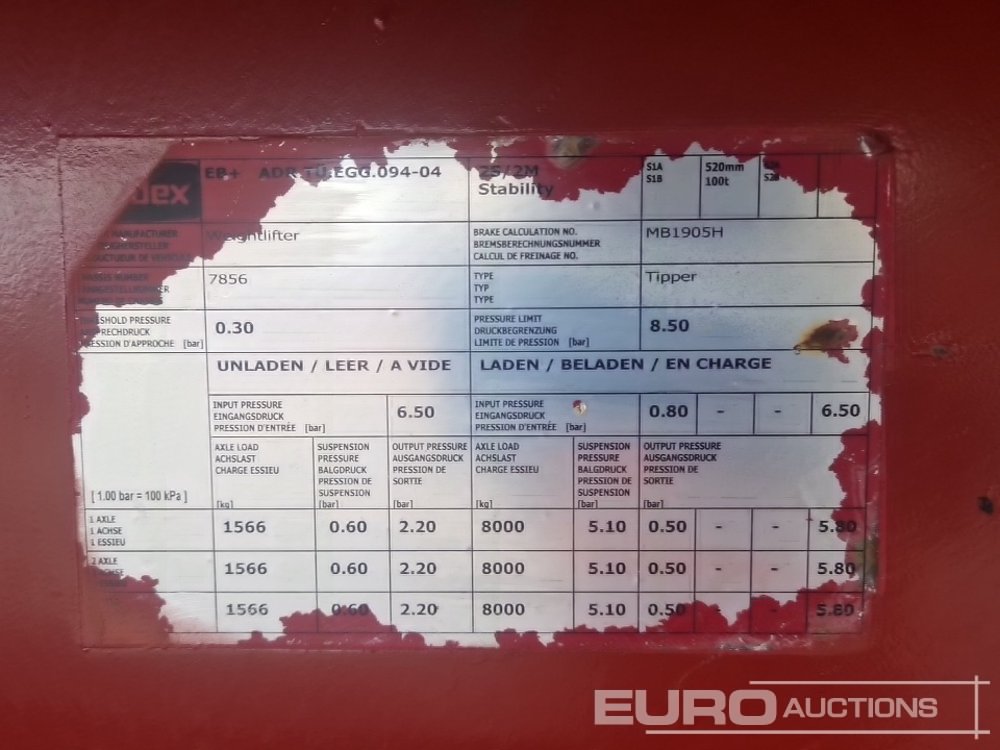 dex
EB+ ADR TÜ.EGG.094-04
2S/2M
Stability
S1A
S1B
520mm
100t
MANUFACTURER
Weightlifter
BRAKE CALCULATION NO.
BREMSBERECHNUNGSNUMMER
CALCUL DE FREINAGE NO.
MB1905H
7856
TYPE
TYP
TYPE
Tipper
SHOLD PRESSURE
RECHDRUCK
ESSION D'APPROCHE [bar]
0.30
PRESSURE LIMIT
DRUCKBEGRENZUNG
LIMITE DE PRESSION [bar]
8.50
UNLADEN / LEER / A VIDE
LADEN / BELADEN / EN CHARGE
INPUT PRESSURE
EINGANGSDRUCK
PRESSION D'ENTRÉE [bar]
6.50
INPUT PRESSURE
EINGANGSDRUCK
PRESSION D'ENTRÉE [bar]
0.80 - - 6.50
[ 1.00 bar = 100 kPa ]
AXLE LOAD
ACHSLAST
CHARGE ESSIEU
[kg]
SUSPENSION
PRESSURE
BALGDRUCK
PRESSION DE
SUSPENSION
[bar]
OUTPUT PRESSURE
AUSGANGSDRUCK
PRESSION DE
SORTIE
[bar]
AXLE LOAD
ACHSLAST
CHARGE ESSIEU
[kg]
SUSPENSION
PRESSURE
BALGDRUCK
PRESSION DE
SUSPENSION
[bar]
OUTPUT PRESSURE
AUSGANGSDRUCK
PRESSION DE
SORTIE
[bar]
1 AXLE
1 ACHSE
1 ESSIEU
1566 0.60 2.20 8000 5.10 0.50 - - 5.80
2 AXLE
1566 0.60 2.20 8000 5.10 0.50 - - 5.80
1566 0.60 2.20 8000 5.10 0.50 - - 5.80
EURO AUCTIONS